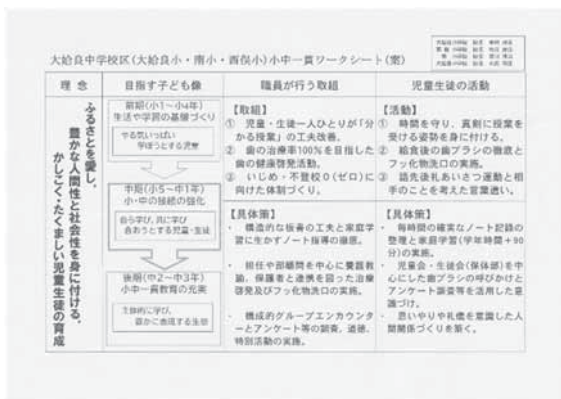 大姶良中学校区(大姶良小・南小・西俣小)小中一貫ワークシート(案)
理 念
目指す子ども像
職員が行う取組
児童生徒の活動
ふるさとを愛し、
豊かな人間性と社会性を身に付ける、
かしこく・たくましい児童生徒の育成
前期(小1〜小4年)
生活や学習の基盤づくり
やる気いっぱい
学ぼうとする児童
中期(小5〜中1年)
小・中の接続の強化
自ら学び,共に学び
合おうとする児童・生徒
後期(中2〜中3年)
小中一貫教育の充実
主体的に学び,
豊かに表現する生徒
【取組】
① 児童・生徒一人ひとりが「分
かる授業」の工夫改善。
② 歯の治療率100%を目指した
歯の健康啓発活動。
③ いじめ・不登校0(ゼロ)に
向けた体制づくり。
【具体策】
・ 構造的な板書の工夫と家庭学
習に生かすノート指導の徹底。
・ 担任や部顧問を中心に養護教
諭、保護者と連携を図った治療
啓発及びフッ化物洗口の実施。
・ 構成的グループエンカウンタ
ーとアンケート等の調査、道徳、
特別活動の実施。
【活動】
① 時間を守り、真剣に授業を
受ける姿勢を身に付ける。
② 給食後の歯ブラシの徹底と
フッ化物洗口の実施。
③ 語先後礼あいさつ運動と相
手のことを考えた言葉遣い。
【具体策】
・ 毎時間の確実なノート記録の
整理と家庭学習(学年時間+90
分)の実施。
・ 児童会・生徒会(保体部)を中
心にした歯ブラシの呼びかけと
アンケート調査等を活用した意
識づけ。
・ 思いやりや礼儀を意識した人
間関係づくりを築く。